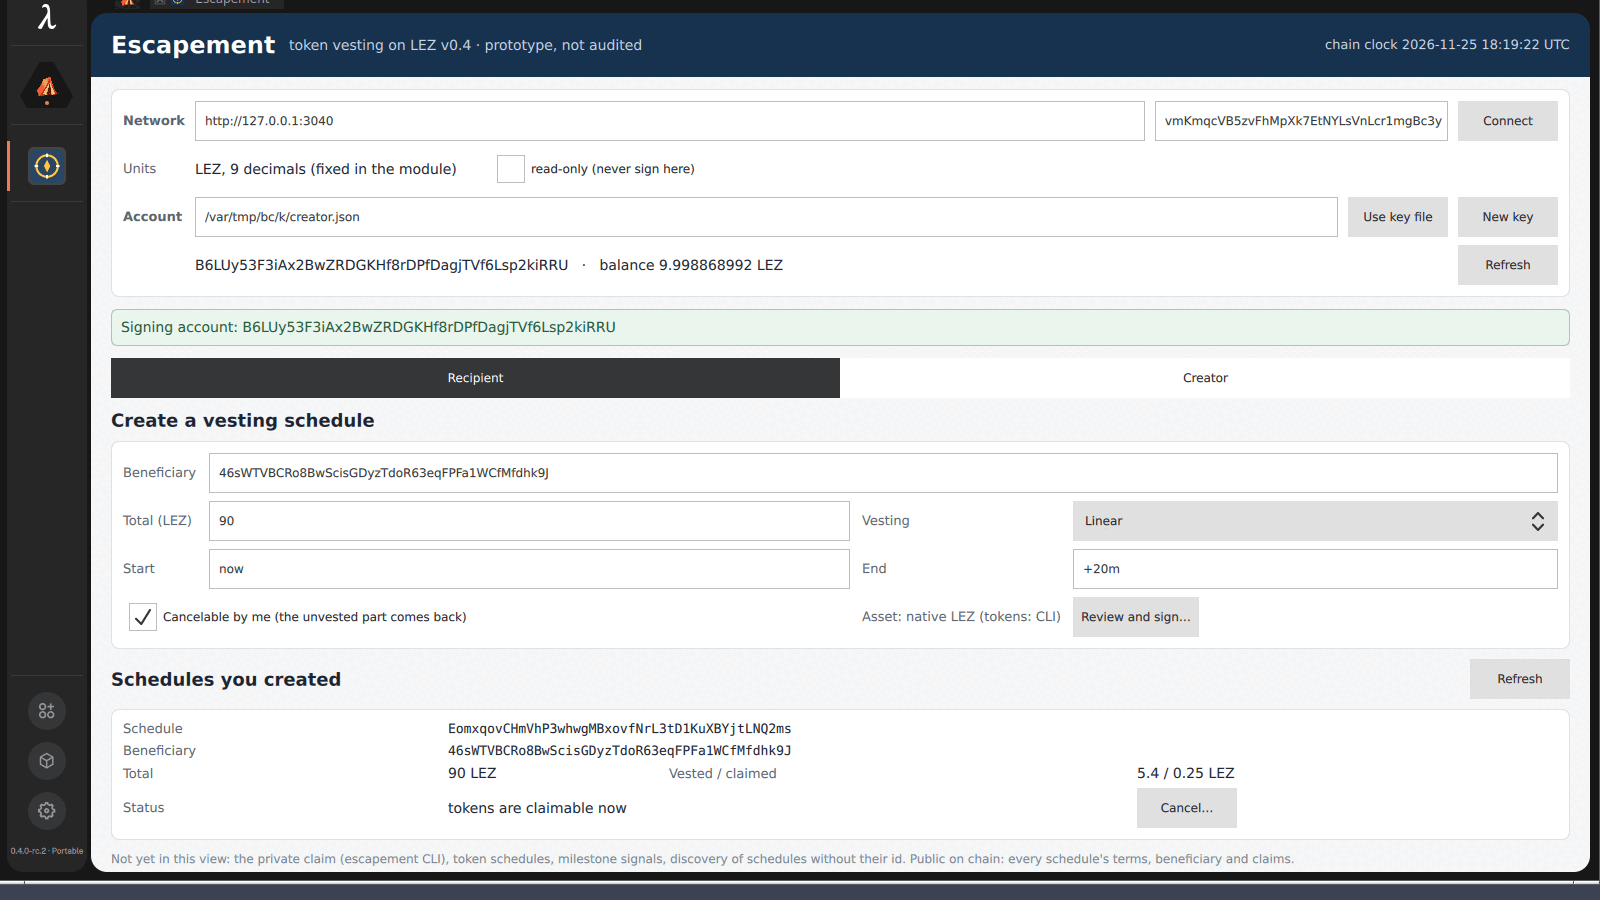 λ
Escapement
Escapement token vesting on LEZ v0.4 · prototype, not audited chain clock 2026-11-25 18:19:22 UTC
Network http://127.0.0.1:3040 vmKmqcVB5zvFhMpXk7EtNYLsVnLcr1mgBc3y Connect
Units LEZ, 9 decimals (fixed in the module) read-only (never sign here)
Account /var/tmp/bc/k/creator.json Use key file New key
B6LUy53F3iAx2BwZRDGKHf8rDPfDagjTVf6Lsp2kiRRU · balance 9.998868992 LEZ Refresh
Signing account: B6LUy53F3iAx2BwZRDGKHf8rDPfDagjTVf6Lsp2kiRRU
Recipient Creator
Create a vesting schedule
Beneficiary 46sWTVBCRo8BwScisGDyzTdoR63eqFPFa1WCfMfdhk9J
Total (LEZ) 90 Vesting Linear
Start now End +20m
Cancelable by me (the unvested part comes back) Asset: native LEZ (tokens: CLI) Review and sign...
Schedules you created Refresh
Schedule EomxqovCHmVhP3whwgMBxovfNrL3tD1KuXBYjtLNQ2ms
Beneficiary 46sWTVBCRo8BwScisGDyzTdoR63eqFPFa1WCfMfdhk9J
Total 90 LEZ Vested / claimed 5.4 / 0.25 LEZ
Status tokens are claimable now Cancel...
0.4.0-rc.2 · Portable
Not yet in this view: the private claim (escapement CLI), token schedules, milestone signals, discovery of schedules without their id. Public on chain: every schedule's terms, beneficiary and claims.